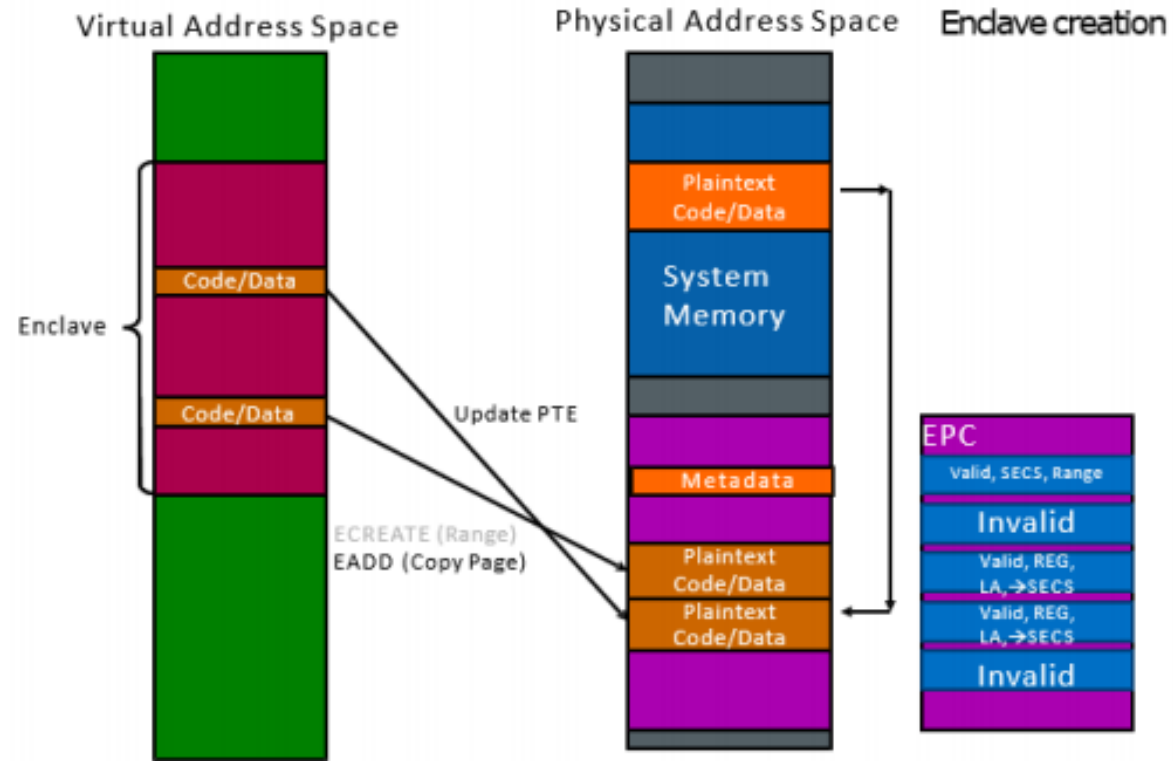 Virtual Address Space
Physical Address Space
Enclave creation
Plaintext
Code/Data
Code/Data
System
Memory
Enclave
Code/Data
Update PTE
EPC
Valid, SECS, Range
Metadata
Invalid
ECREATE (Range)
EADD (Copy Page)
Plaintext
Code/Data
Valid, REG,
LA,→SECS
Plaintext
Code/Data
Valid, REG,
LA,→SECS
Invalid